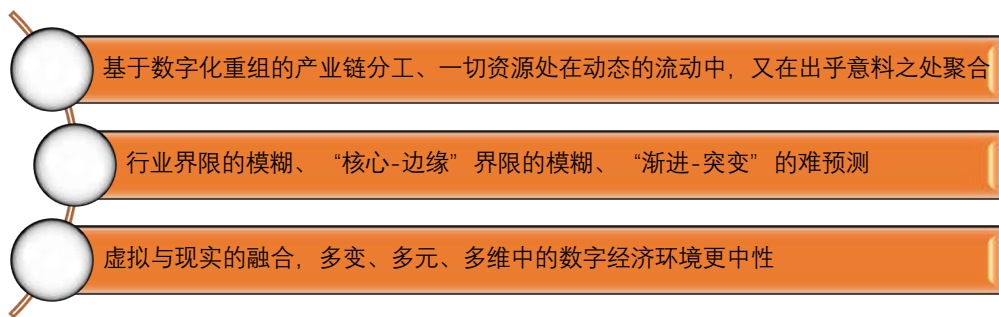 基于数字化重组的产业链分工、一切资源处在动态的流动中，又在出乎意料之处聚合
行业界限的模糊、“核心-边缘”界限的模糊、“渐进-突变”的难预测
虚拟与现实的融合，多变、多元、多维中的数字经济环境更中性